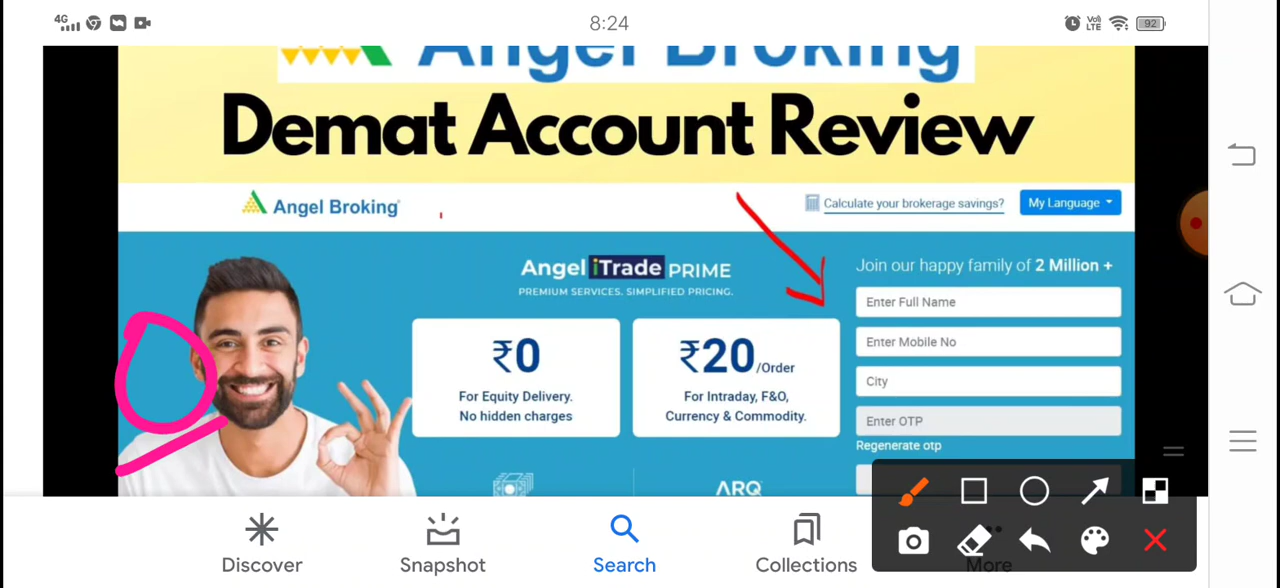 4G 8:24 VoI LTE 92
Angel Broking
Demat Account Review
Angel Broking
Calculate your brokerage savings?
My Language
Angel iTrade PRIME
PREMIUM SERVICES. SIMPLIFIED PRICING.
Join our happy family of 2 Million +
Enter Full Name
Enter Mobile No
City
Enter OTP
Regenerate otp
₹0
For Equity Delivery.
No hidden charges
₹20/Order
For Intraday, F&O,
Currency & Commodity.
ARQ
Discover
Snapshot
Search
Collections
More